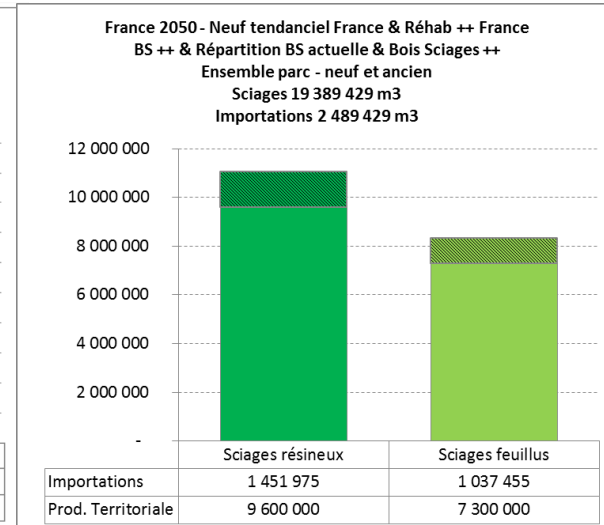 France 2050 - Neuf tendanciel France & Réhab ++ France
BS ++ & Répartition BS actuelle & Bois Sciages ++
Ensemble parc - neuf et ancien
Sciages 19 389 429 m3
Importations 2 489 429 m3
12 000 000
10 000 000
8 000 000
6 000 000
4 000 000
2 000 000
-
Sciages résineux Sciages feuillus
Importations 1 451 975 1 037 455
Prod. Territoriale 9 600 000 7 300 000